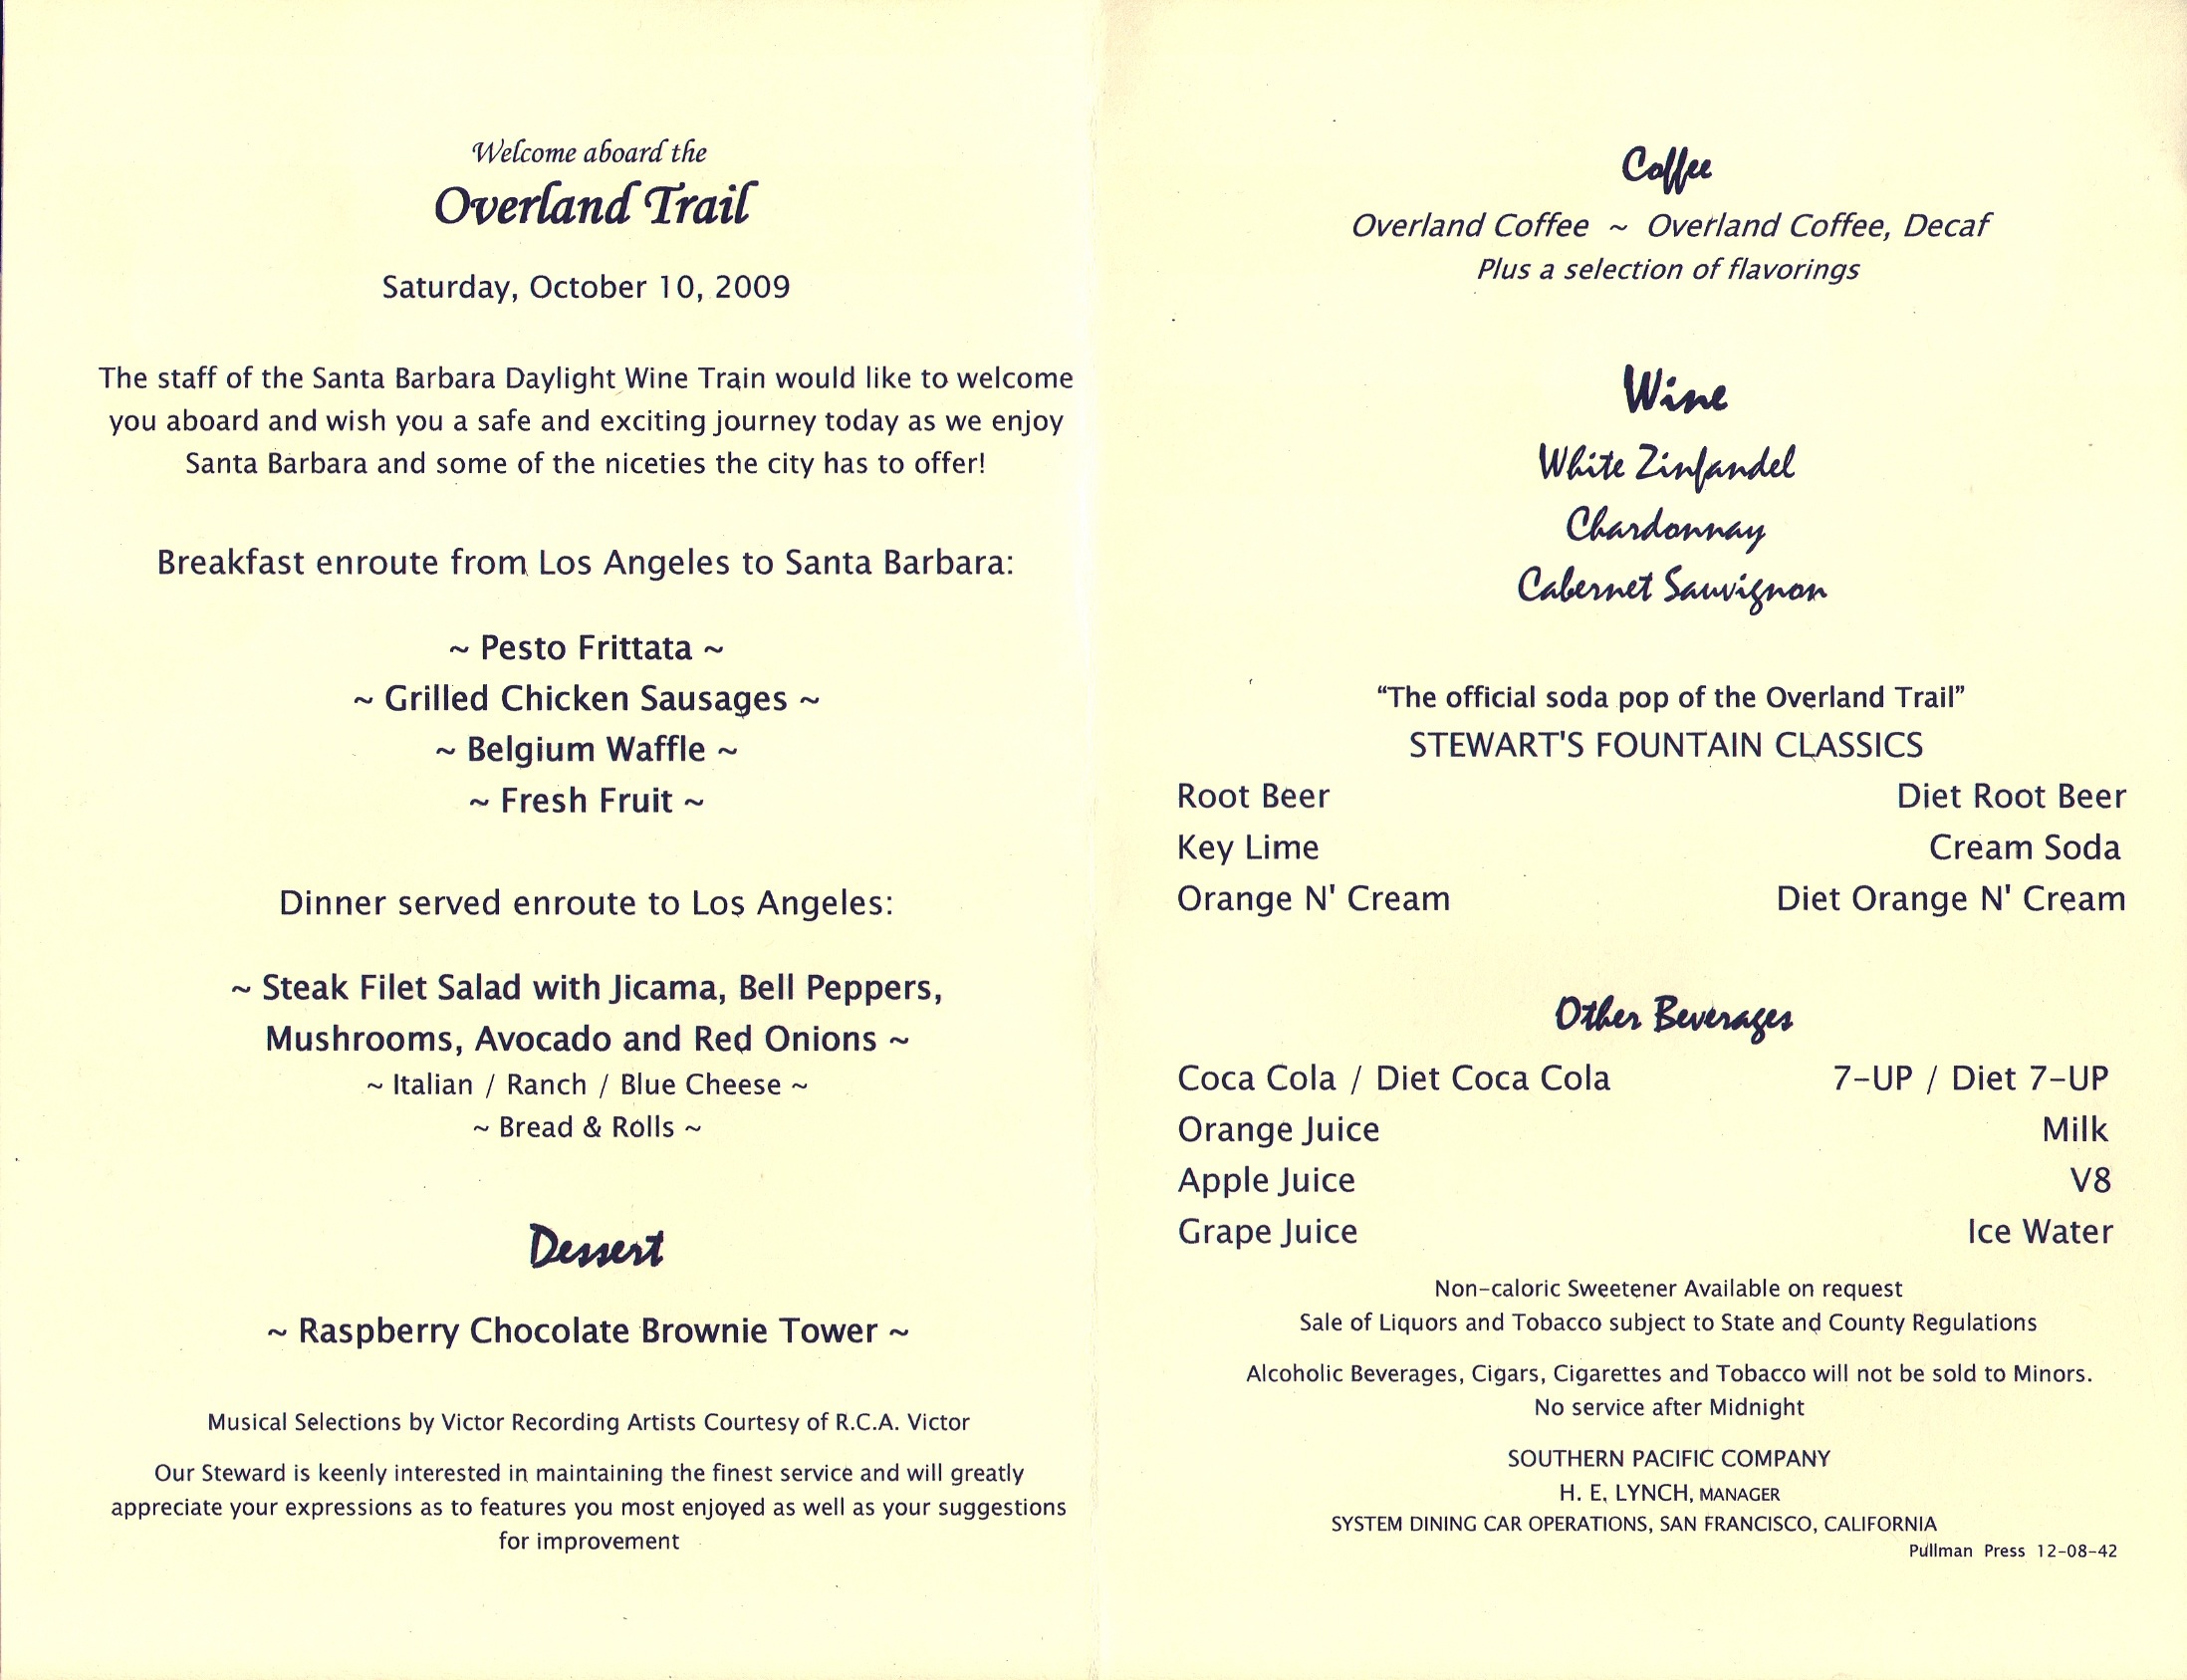 Welcome aboard the
Overland Trail
Saturday, October 10, 2009
The staff of the Santa Barbara Daylight Wine Train would like to welcome
you aboard and wish you a safe and exciting journey today as we enjoy
Santa Barbara and some of the niceties the city has to offer!
Breakfast enroute from Los Angeles to Santa Barbara:
~ Pesto Frittata ~
~ Grilled Chicken Sausages ~
~ Belgium Waffle ~
~ Fresh Fruit ~
Dinner served enroute to Los Angeles:
~ Steak Filet Salad with Jicama, Bell Peppers,
Mushrooms, Avocado and Red Onions ~
~ Italian / Ranch / Blue Cheese ~
~ Bread & Rolls ~
Dessert
~ Raspberry Chocolate Brownie Tower ~
Musical Selections by Victor Recording Artists Courtesy of R.C.A. Victor
Our Steward is keenly interested in maintaining the finest service and will greatly
appreciate your expressions as to features you most enjoyed as well as your suggestions
for improvement
Coffee
Overland Coffee ~ Overland Coffee, Decaf
Plus a selection of flavorings
Wine
White Zinfandel
Chardonnay
Cabernet Sauvignon
“The official soda pop of the Overland Trail”
STEWART'S FOUNTAIN CLASSICS
Root Beer Diet Root Beer
Key Lime Cream Soda
Orange N' Cream Diet Orange N' Cream
Other Beverages
Coca Cola / Diet Coca Cola 7-UP / Diet 7-UP
Orange Juice Milk
Apple Juice V8
Grape Juice Ice Water
Non-caloric Sweetener Available on request
Sale of Liquors and Tobacco subject to State and County Regulations
Alcoholic Beverages, Cigars, Cigarettes and Tobacco will not be sold to Minors.
No service after Midnight
SOUTHERN PACIFIC COMPANY
H. E. LYNCH, MANAGER
SYSTEM DINING CAR OPERATIONS, SAN FRANCISCO, CALIFORNIA
Pullman Press 12-08-42